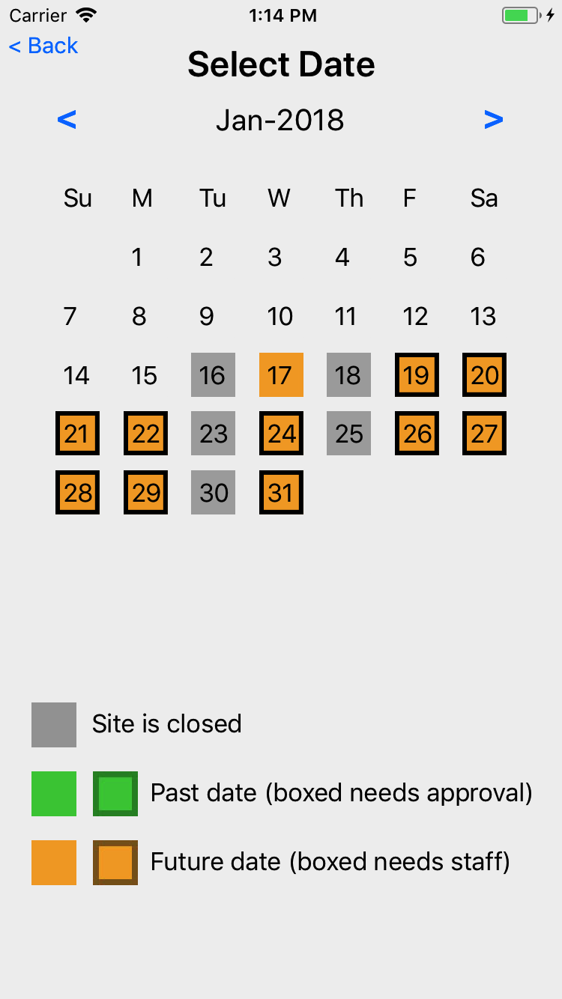 Carrier 1:14 PM
< Back
Select Date
< Jan-2018 >
Su M Tu W Th F Sa
1 2 3 4 5 6
7 8 9 10 11 12 13
14 15 16 17 18 19 20
21 22 23 24 25 26 27
28 29 30 31
Site is closed
Past date (boxed needs approval)
Future date (boxed needs staff)